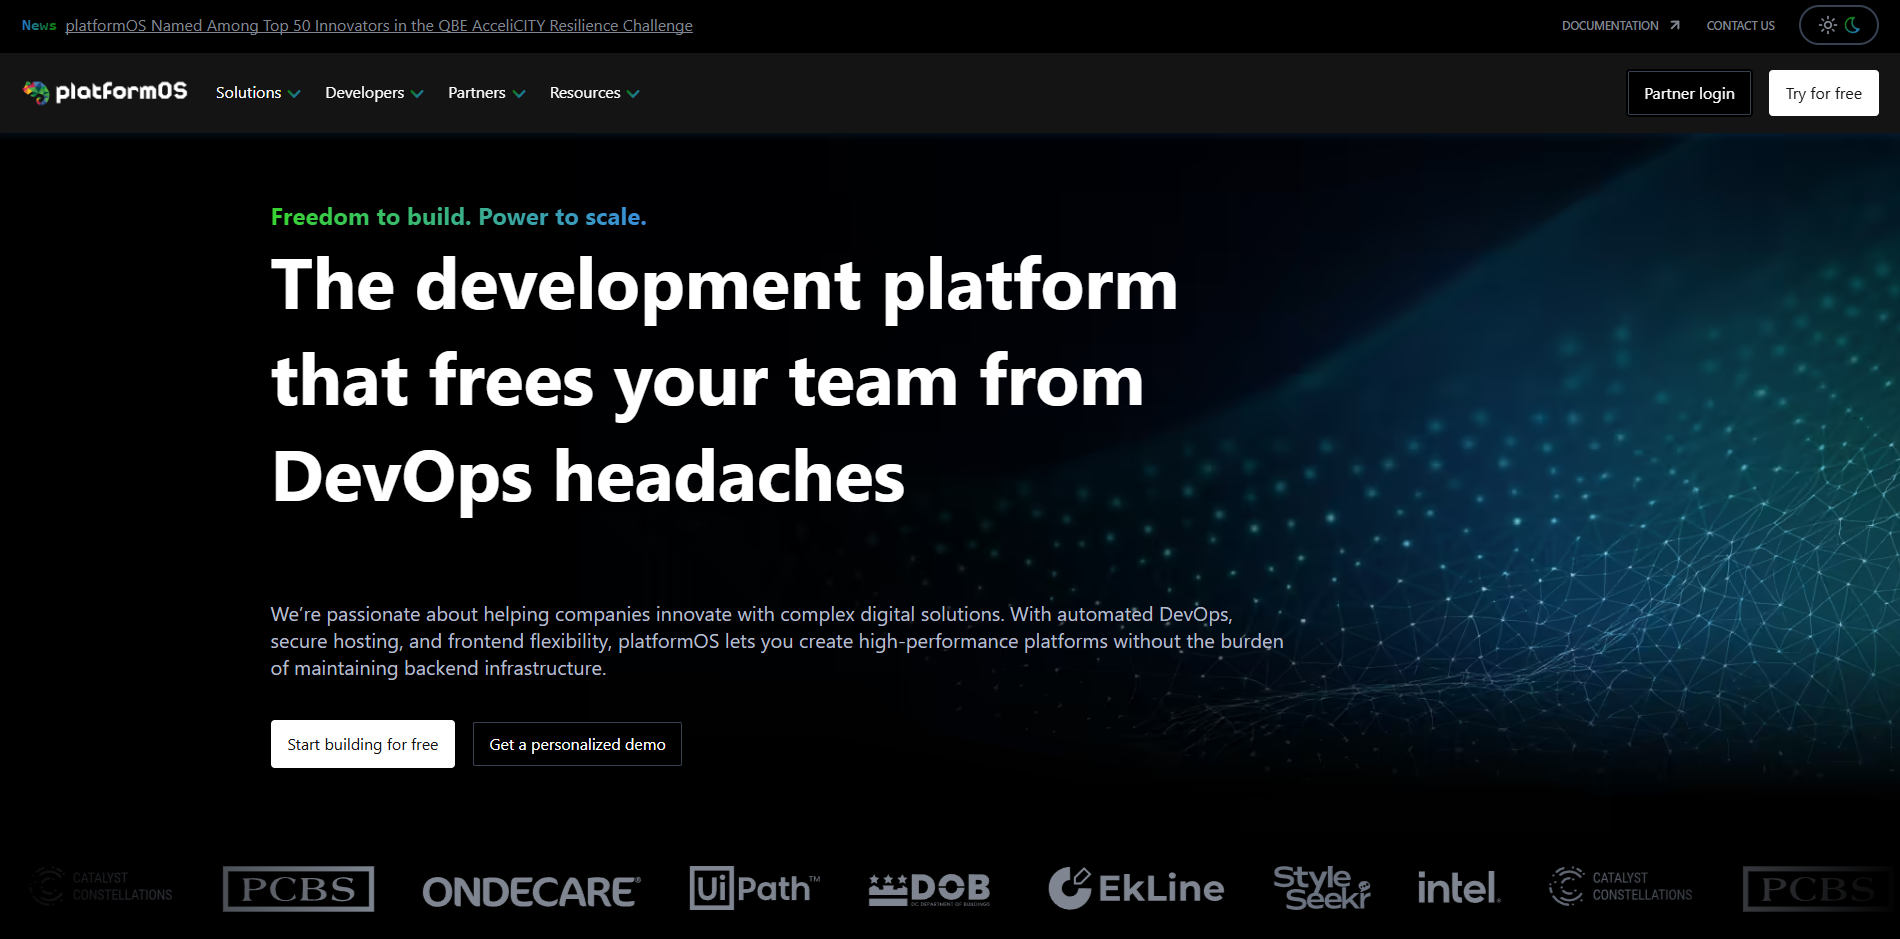 News platformOS Named Among Top 50 Innovators in the QBE AcceliCITY Resilience Challenge
DOCUMENTATION CONTACT US
platformOS Solutions Developers Partners Resources Partner login Try for free
Freedom to build. Power to scale.
The development platform
that frees your team from
DevOps headaches
We’re passionate about helping companies innovate with complex digital solutions. With automated DevOps,
secure hosting, and frontend flexibility, platformOS lets you create high-performance platforms without the burden
of maintaining backend infrastructure.
Start building for free Get a personalized demo
CATALYST
CONSTELLATIONS
PCBS
ONDECARE®
UiPath™
DOB
DC DEPARTMENT OF BUILDINGS
EkLine
Style
Seekr
intel.
CATALYST
CONSTELLATIONS
PCBS